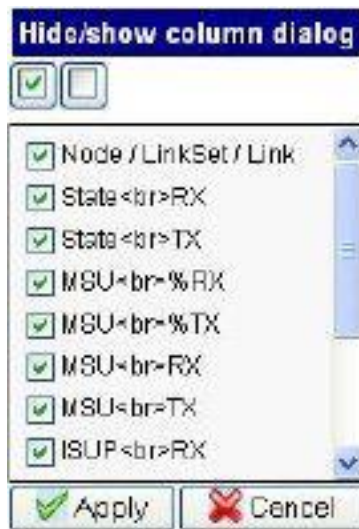 Hide/show column dialog
Node / LinkSet / Link
State<br>RX
State<br>TX
MSU<br>%RX
MSU<br>%TX
MSU<br>RX
MSU<br>TX
ISUP<br>RX
Apply Cancel